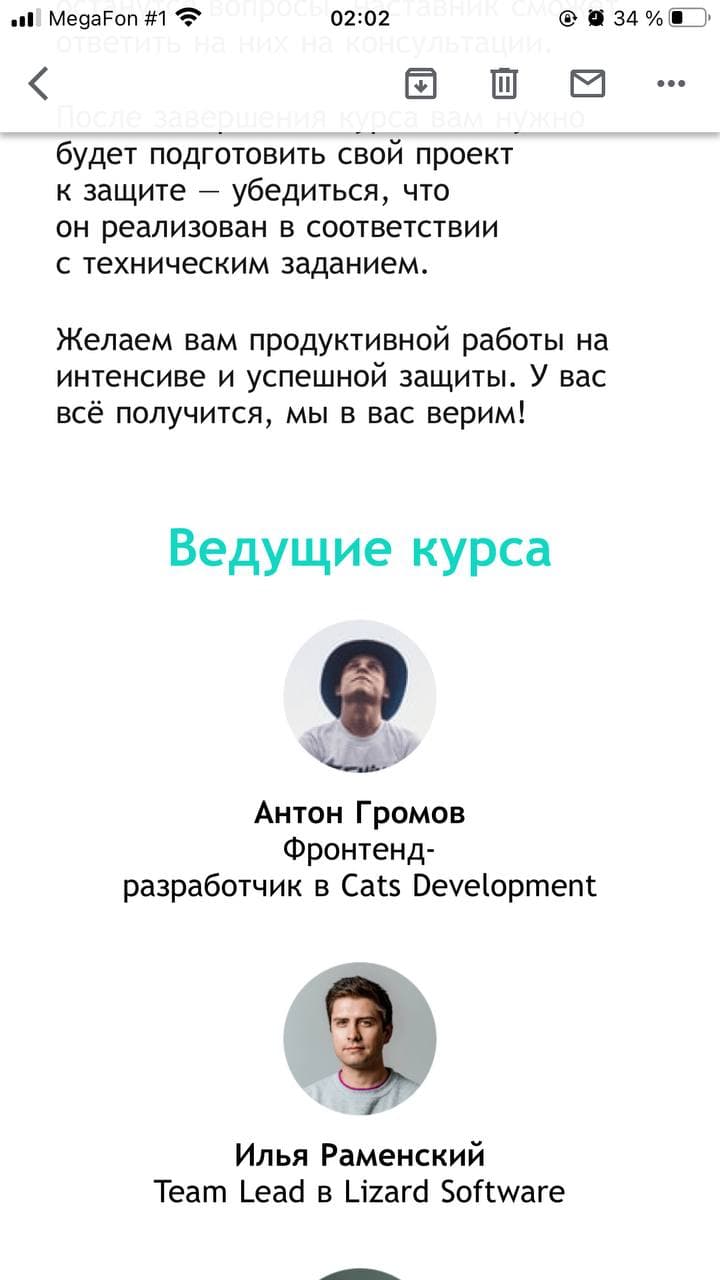 MegaFon #1 02:02 34 %
останутся вопросы, наставник сможет
ответить на них на консультации.
После завершения курса вам нужно
будет подготовить свой проект
к защите — убедиться, что
он реализован в соответствии
с техническим заданием.
Желаем вам продуктивной работы на
интенсиве и успешной защиты. У вас
всё получится, мы в вас верим!
Ведущие курса
Антон Громов
Фронтенд-
разработчик в Cats Development
Илья Раменский
Team Lead в Lizard Software